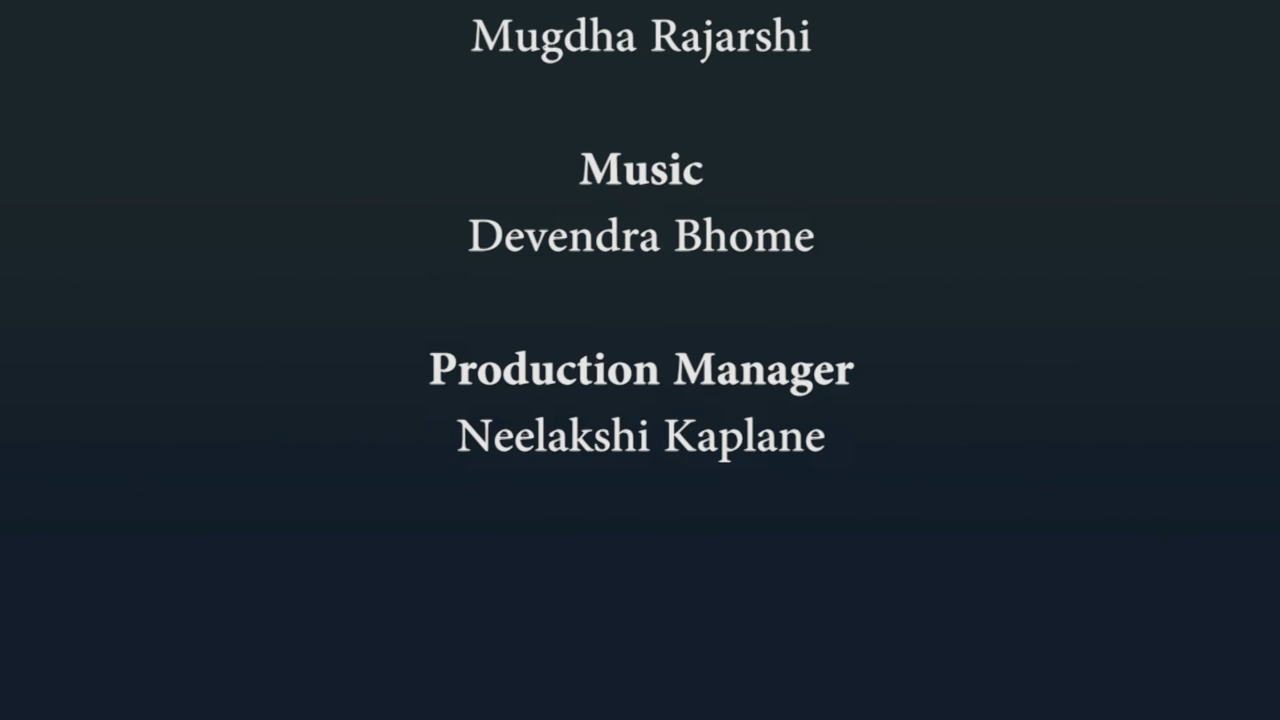 Mugdha Rajarshi
Music
Devendra Bhome
Production Manager
Neelakshi Kaplane